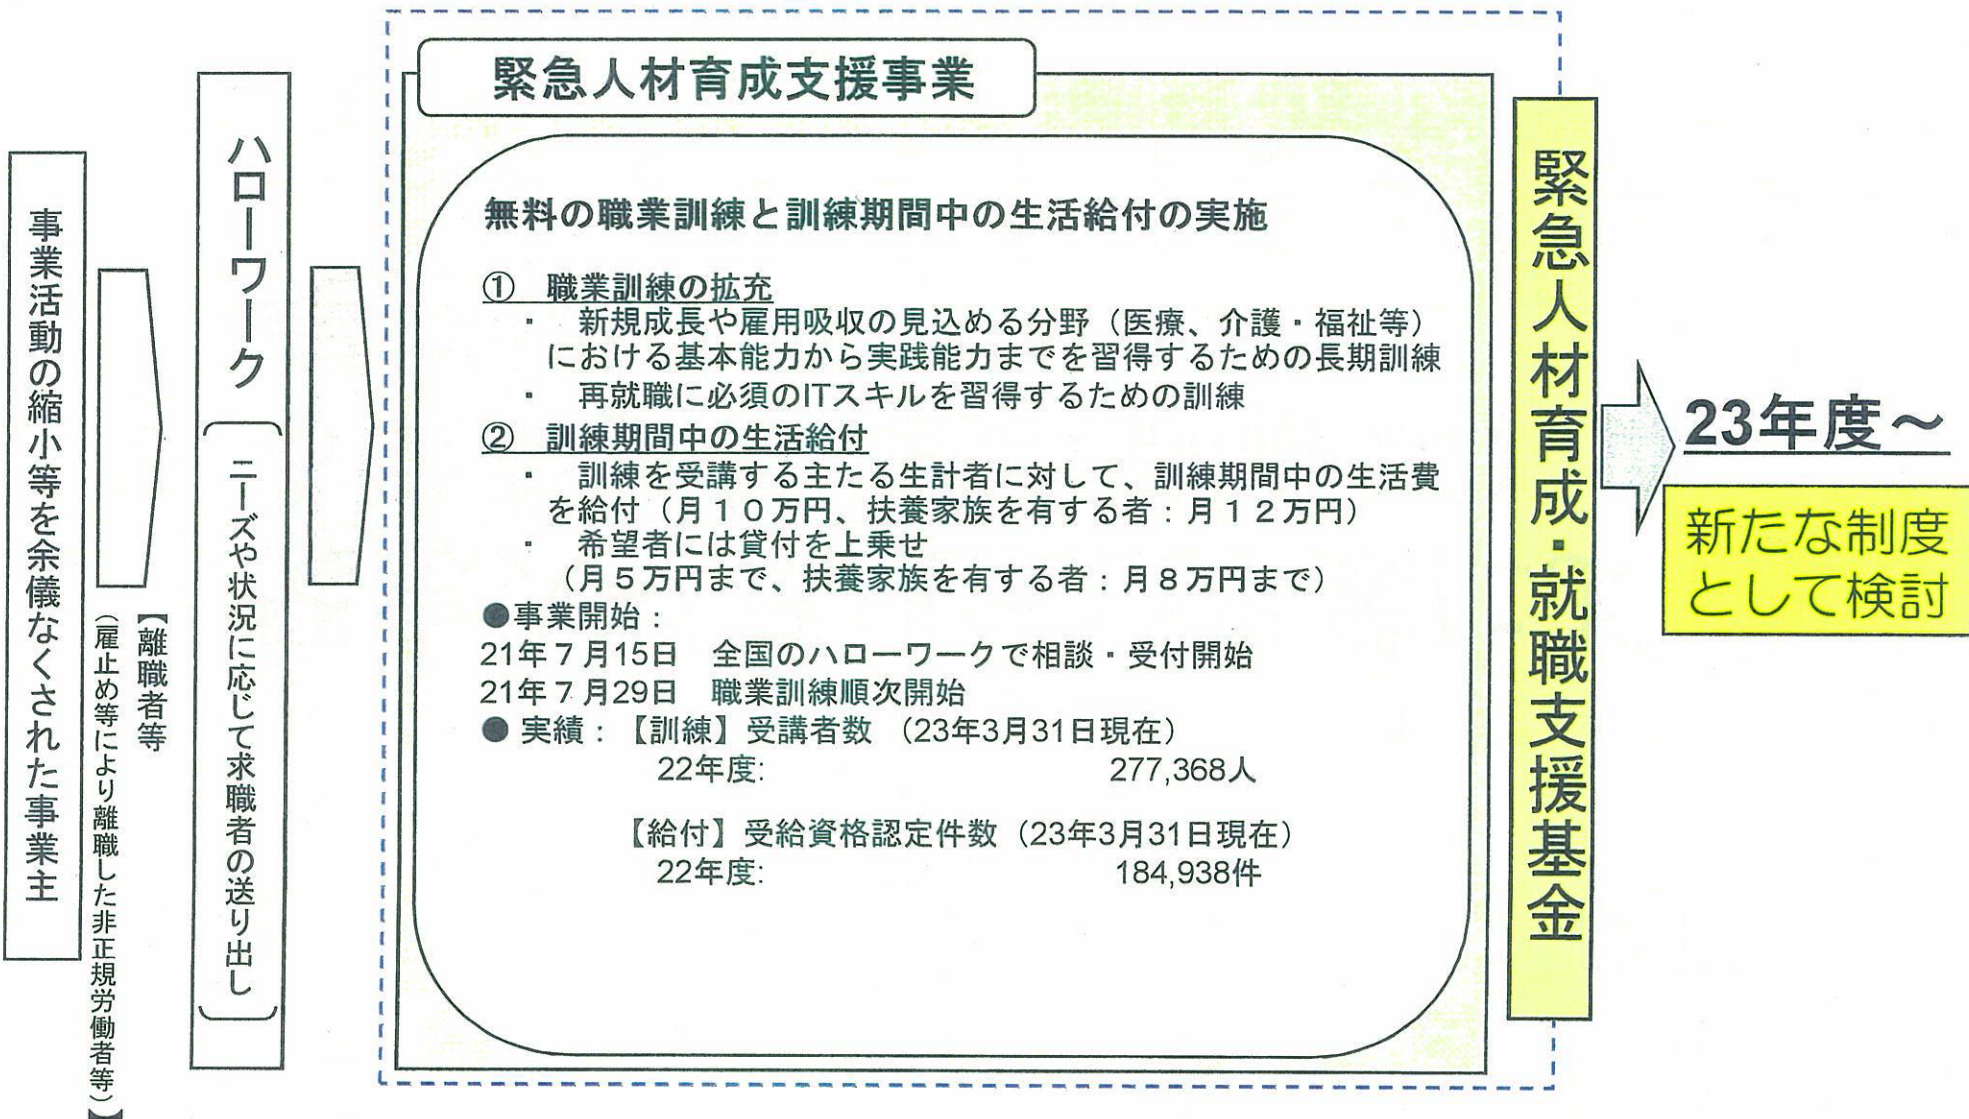 緊急人材育成支援事業
事業活動の縮小等を余儀なくされた事業主
【離職者等
(雇止め等により離職した非正規労働者等)】
ハローワーク
ニーズや状況に応じて求職者の送り出し
無料の職業訓練と訓練期間中の生活給付の実施
① 職業訓練の拡充
・ 新規成長や雇用吸収の見込める分野（医療、介護・福祉等）
における基本能力から実践能力までを習得するための長期訓練
・ 再就職に必須のITスキルを習得するための訓練
② 訓練期間中の生活給付
・ 訓練を受講する主たる生計者に対して、訓練期間中の生活費
を給付（月１０万円、扶養家族を有する者：月１２万円）
・ 希望者には貸付を上乗せ
（月５万円まで、扶養家族を有する者：月８万円まで）
●事業開始：
21年７月15日 全国のハローワークで相談・受付開始
21年７月29日 職業訓練順次開始
● 実績：【訓練】受講者数 （23年3月31日現在）
22年度: 277,368人
【給付】受給資格認定件数（23年3月31日現在）
22年度: 184,938件
緊急人材育成・就職支援基金
23年度～
新たな制度
として検討